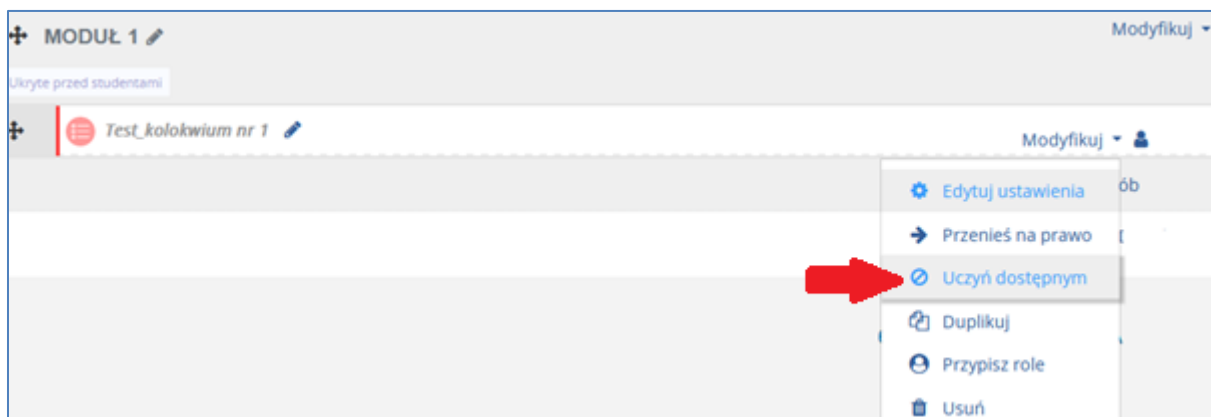 MODUŁ 1
Modyfikuj
Ukryte przed studentami
Test_kolokwium nr 1
Modyfikuj
Edytuj ustawienia
ób
Przenieś na prawo
Uczyń dostępnym
Duplikuj
Przypisz role
Usuń